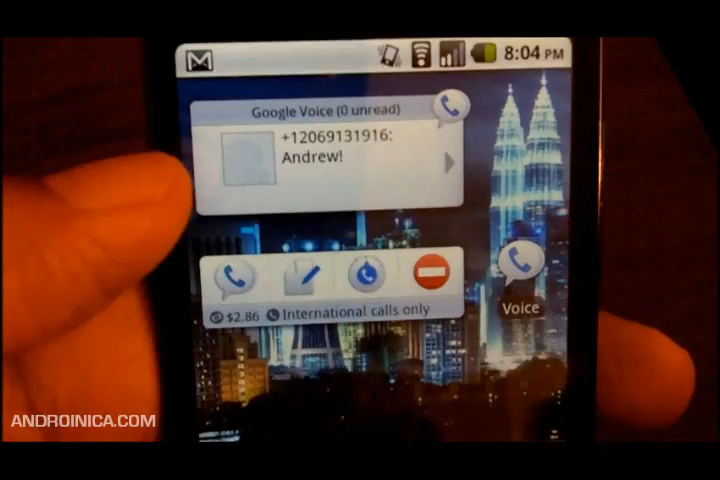 8:04 PM
Google Voice (0 unread)
+12069131916:
Andrew!
$2.86 International calls only
Voice
ANDROINICA.COM